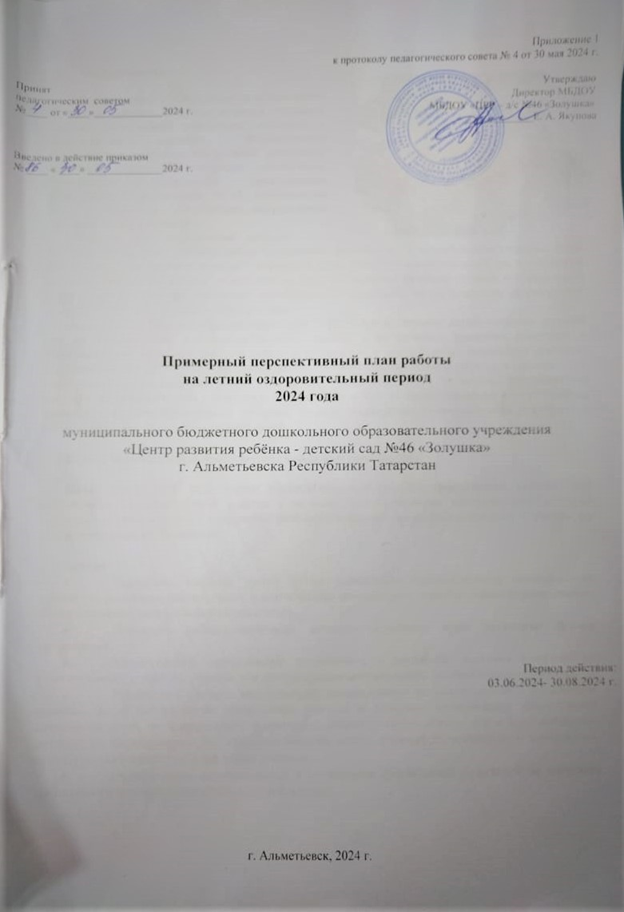 Приложение 1
к протоколу педагогического совета № 4 от 30 мая 2024 г.
Принят
педагогическим советом
№ 4 от « 30 » 05 2024 г.
Утверждаю
Директор МБДОУ
МБДОУ «ЦРР - д/с №46 «Золушка»
А. Якупова
Введено в действие приказом
№ 86 « 30 » 05 2024 г.
Примерный перспективный план работы
на летний оздоровительный период
2024 года
муниципального бюджетного дошкольного образовательного учреждения
«Центр развития ребёнка - детский сад №46 «Золушка»
г. Альметьевска Республики Татарстан
Период действия:
03.06.2024- 30.08.2024 г.
г. Альметьевск, 2024 г.